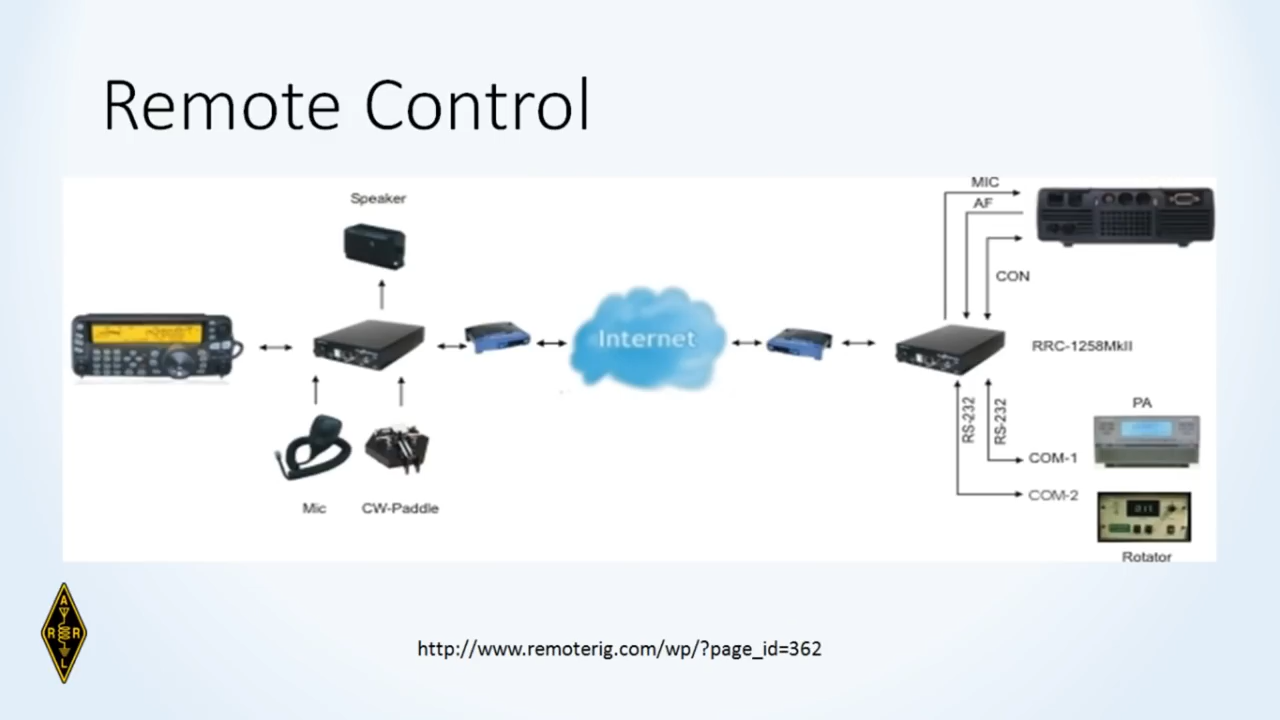 Remote Control
Speaker
Mic
CW-Paddle
Internet
MIC
AF
CON
RRC-1258MkII
RS-232
RS-232
PA
COM-1
COM-2
Rotator
A
R R
L
http://www.remoterig.com/wp/?page_id=362